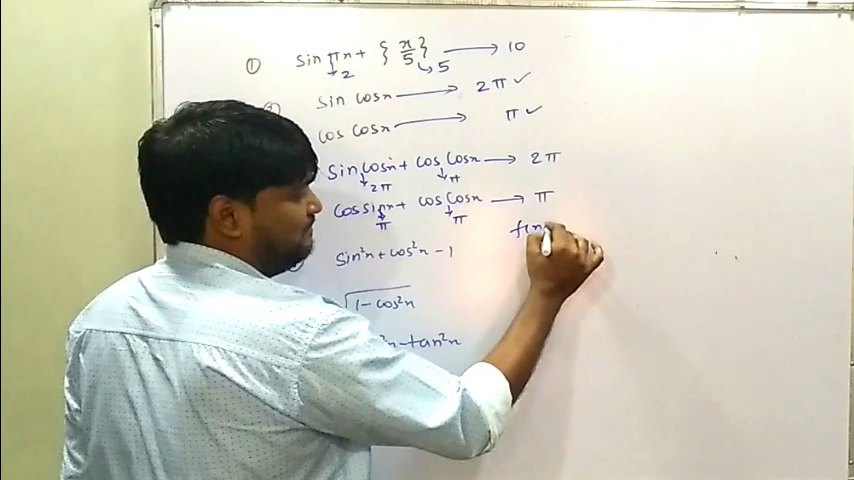 ① sin πx + { x/5 } → 10
↓ 2 ↳ 5
sin cosx → 2π ✓
cos cosx → π ✓
sin cosx + cos cosx → 2π
↓ 2π ↓ π
cos sinx + cos cosx → π
↓ π ↓ π
f(x
sin²x + cos²x - 1
√1 - cos²x
²x - tan²x